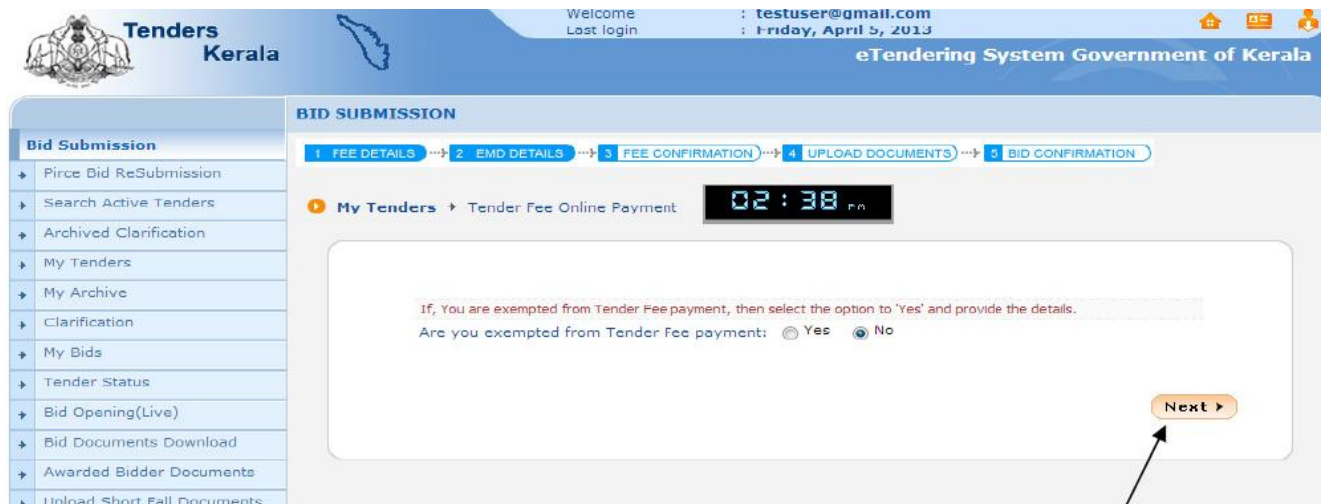 Tenders
Kerala
Welcome : testuser@gmail.com
Last login : Friday, April 5, 2013
eTendering System Government of Kerala
BID SUBMISSION
Bid Submission
Pirce Bid ReSubmission
Search Active Tenders
Archived Clarification
My Tenders
My Archive
Clarification
My Bids
Tender Status
Bid Opening(Live)
Bid Documents Download
Awarded Bidder Documents
Upload Short Fall Documents
1 FEE DETAILS 2 EMD DETAILS 3 FEE CONFIRMATION 4 UPLOAD DOCUMENTS 5 BID CONFIRMATION
My Tenders Tender Fee Online Payment
02:38 PM
If, You are exempted from Tender Fee payment, then select the option to 'Yes' and provide the details.
Are you exempted from Tender Fee payment: Yes No
Next